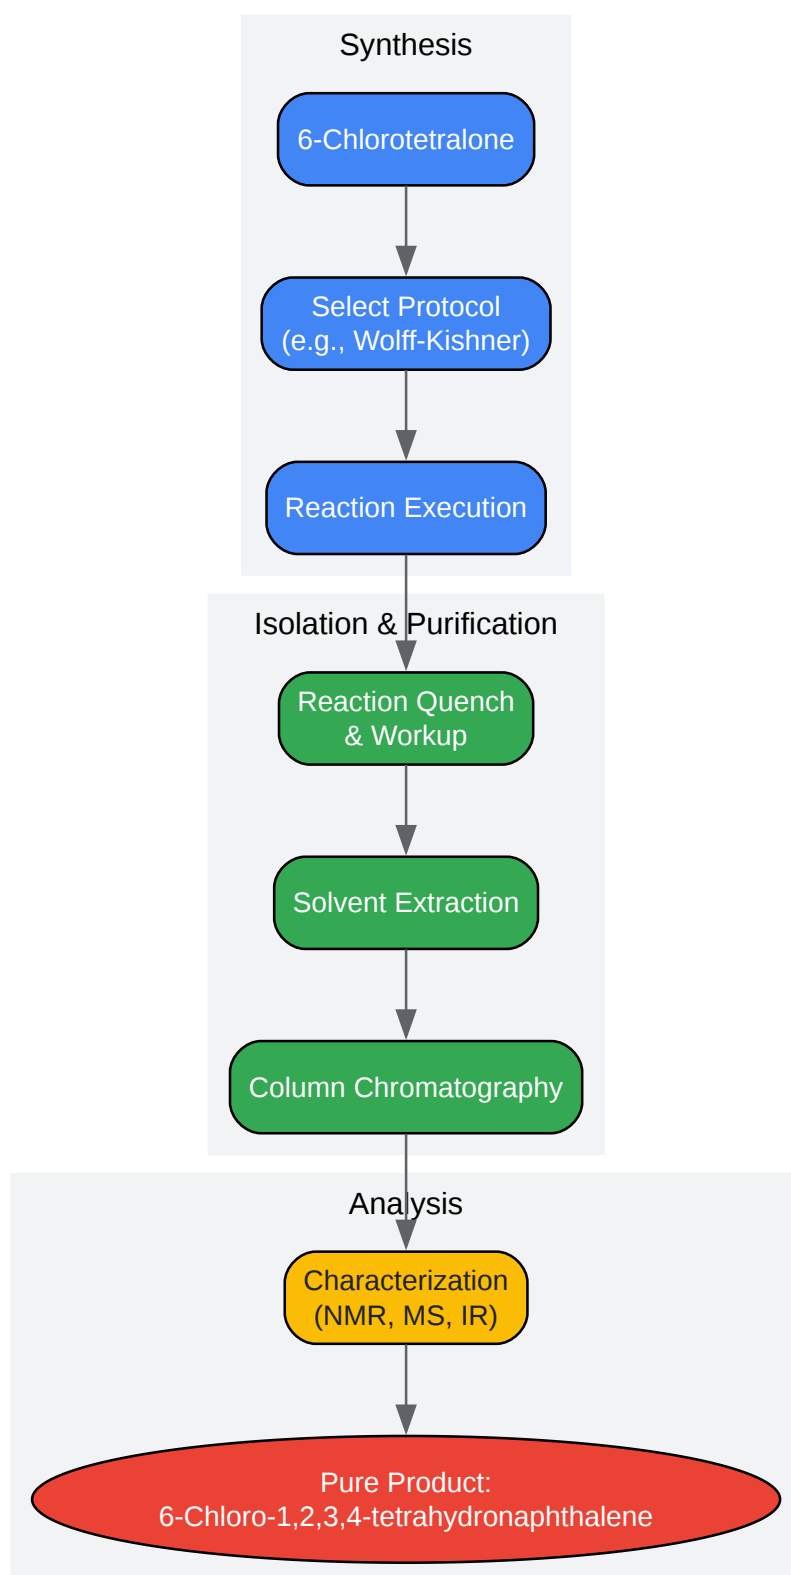 Synthesis
6-Chlorotetralone
Select Protocol
(e.g., Wolff-Kishner)
Reaction Execution
Isolation & Purification
Reaction Quench
& Workup
Solvent Extraction
Column Chromatography
Analysis
Characterization
(NMR, MS, IR)
Pure Product:
6-Chloro-1,2,3,4-tetrahydronaphthalene